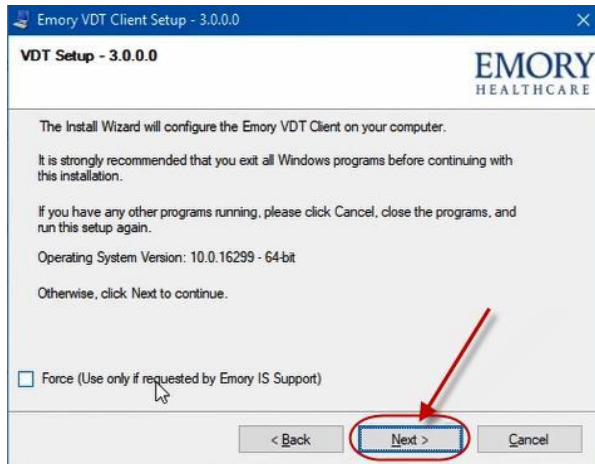 Emory VDT Client Setup - 3.0.0.0
VDT Setup - 3.0.0.0
EMORY
HEALTHCARE
The Install Wizard will configure the Emory VDT Client on your computer.
It is strongly recommended that you exit all Windows programs before continuing with
this installation.
If you have any other programs running, please click Cancel, close the programs, and
run this setup again.
Operating System Version: 10.0.16299 - 64-bit
Otherwise, click Next to continue.
Force (Use only if requested by Emory IS Support)
< Back Next > Cancel